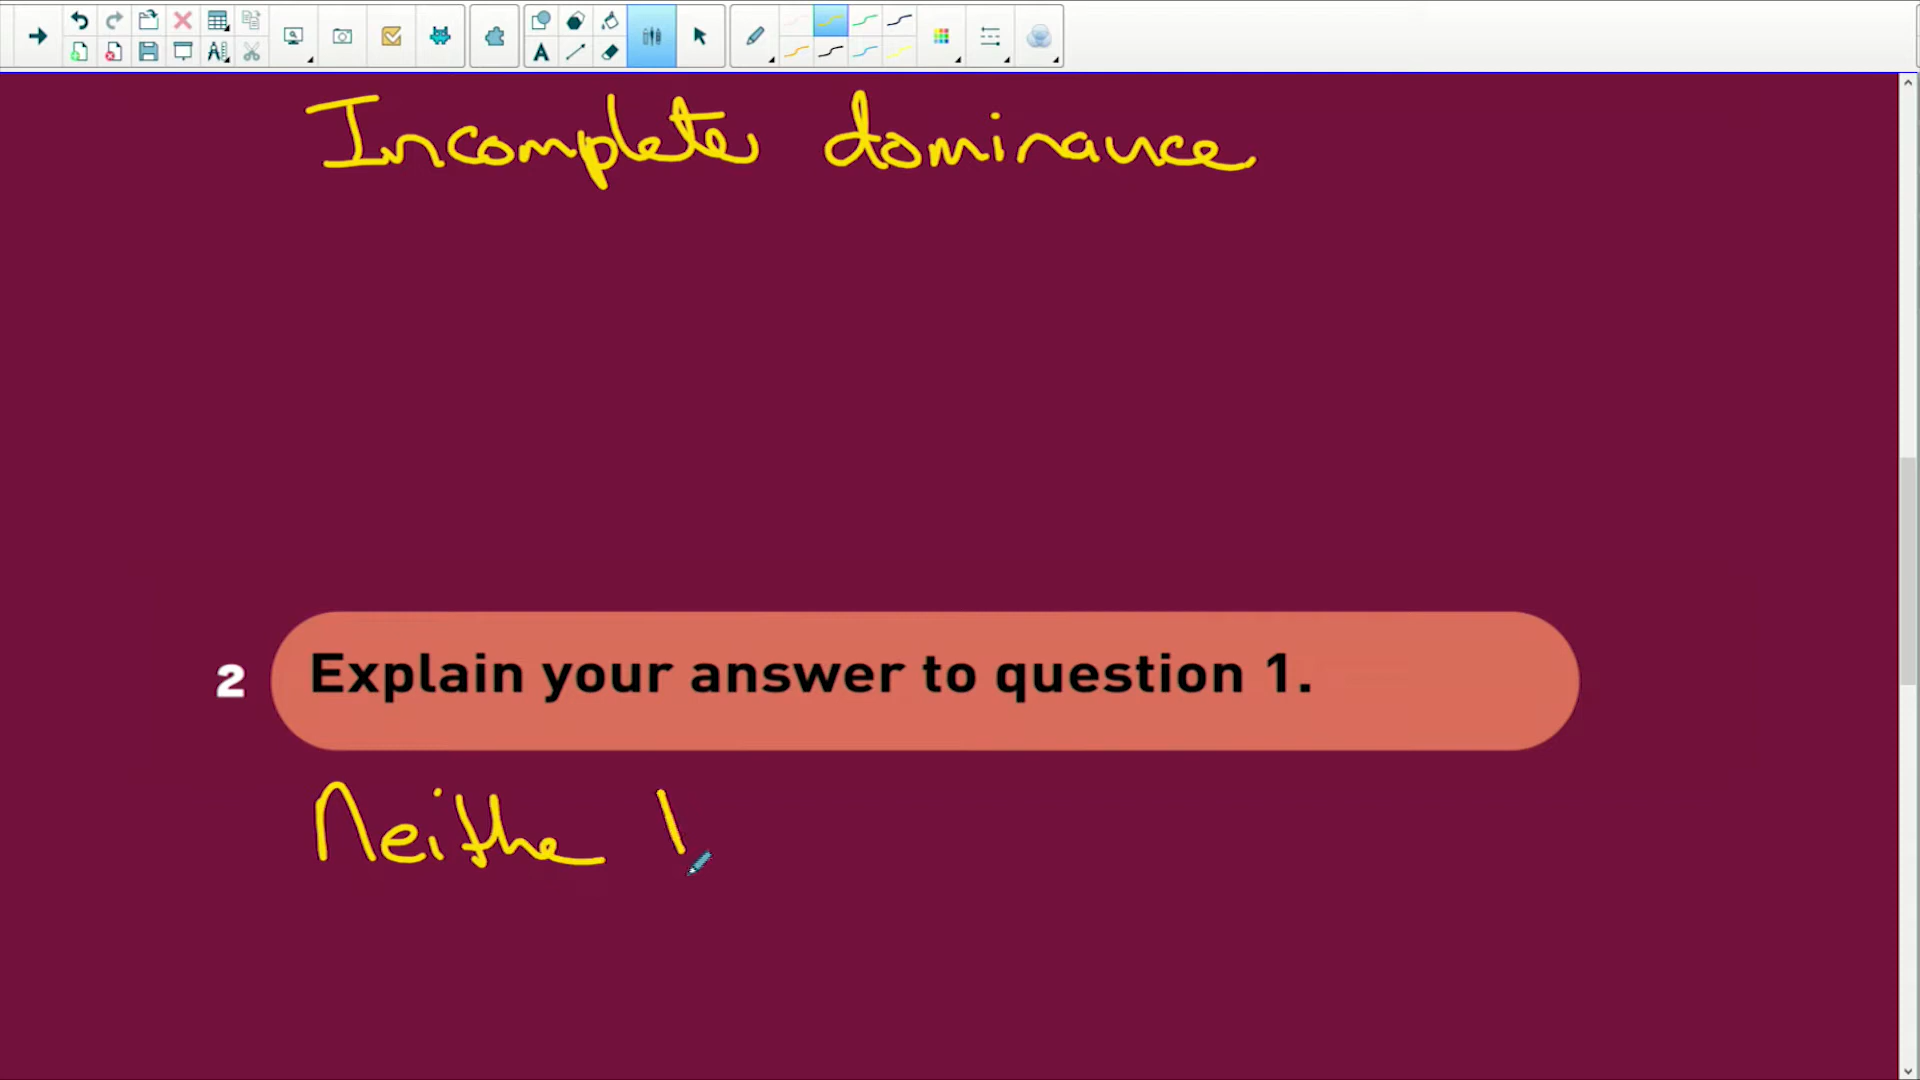 Incomplete dominance
2 Explain your answer to question 1.
Neithe